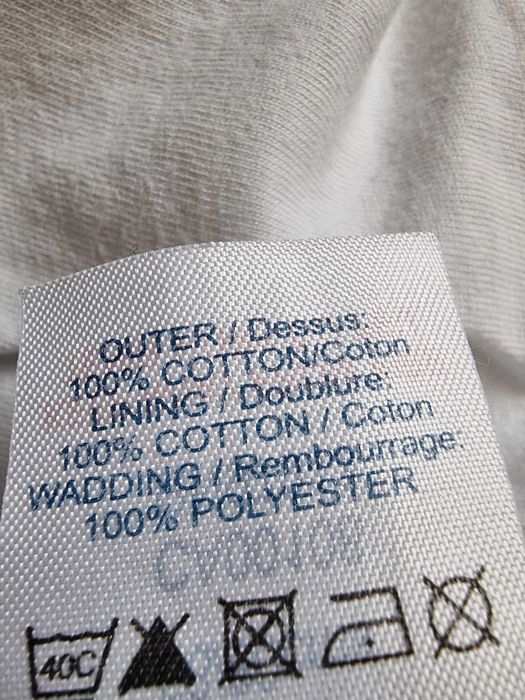 OUTER / Dessus:
100% COTTON/Coton
LINING / Doublure:
100% COTTON / Coton
WADDING / Rembourrage:
100% POLYESTER
40C